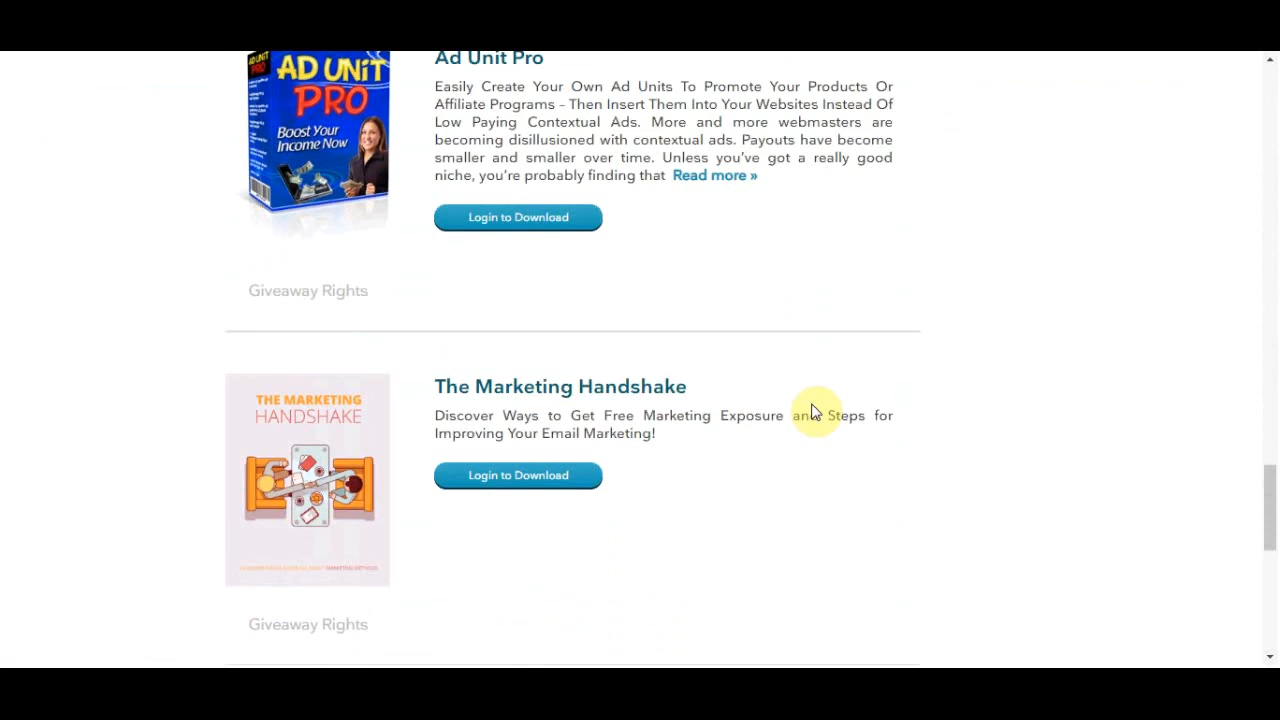 Ad Unit Pro
AD UNIT
PRO
AD UNIT
PRO
Boost Your
Income Now
Easily Create Your Own Ad Units To Promote Your Products Or
Affiliate Programs – Then Insert Them Into Your Websites Instead Of
Low Paying Contextual Ads. More and more webmasters are
becoming disillusioned with contextual ads. Payouts have become
smaller and smaller over time. Unless you've got a really good
niche, you're probably finding that Read more »
Login to Download
Giveaway Rights
The Marketing Handshake
THE MARKETING
HANDSHAKE
Discover Ways to Get Free Marketing Exposure and Steps for
Improving Your Email Marketing!
Login to Download
Giveaway Rights